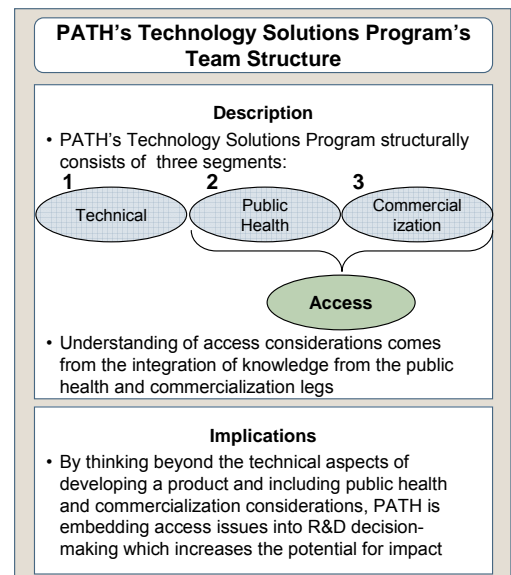 PATH's Technology Solutions Program's
Team Structure
Description
• PATH's Technology Solutions Program structurally
consists of three segments:
1 2 3
Technical
Public
Health
Commercial
ization
Access
• Understanding of access considerations comes
from the integration of knowledge from the public
health and commercialization legs
Implications
• By thinking beyond the technical aspects of
developing a product and including public health
and commercialization considerations, PATH is
embedding access issues into R&D decision-
making which increases the potential for impact